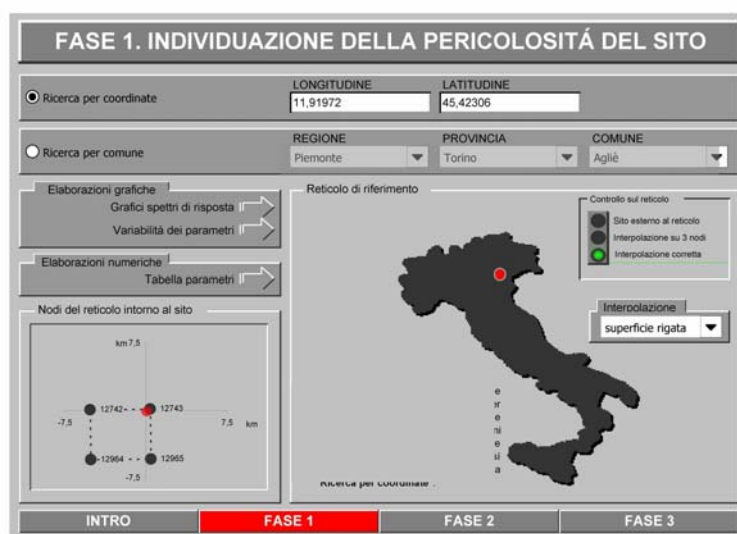 FASE 1. INDIVIDUAZIONE DELLA PERICOLOSITÁ DEL SITO
LONGITUDINE LATITUDINE
Ricerca per coordinate 11,91972 45,42306
REGIONE PROVINCIA COMUNE
Ricerca per comune Piemonte Torino Agliè
Elaborazioni grafiche
Grafici spettri di risposta
Variabilità dei parametri
Elaborazioni numeriche
Tabella parametri
Nodi del reticolo intorno al sito
km 7,5
12742 12743
-7,5 7,5 km
12964 12965
-7,5
Reticolo di riferimento
Controllo sul reticolo
Sito esterno al reticolo
Interpolazione su 3 nodi
Interpolazione corretta
Interpolazione
superficie rigata
e
or
e
ni
e
si
a
Ricerca per coordinate".
INTRO FASE 1 FASE 2 FASE 3